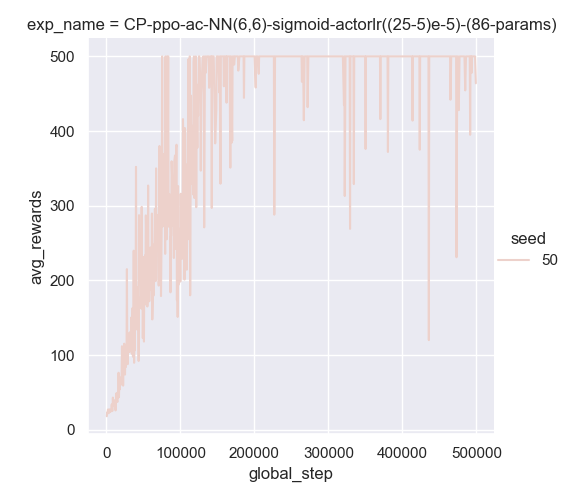 exp_name = CP-ppo-ac-NN(6,6)-sigmoid-actorlr((25-5)e-5)-(86-params)
500
400
300
200
100
0
avg_rewards
seed
50
0 100000 200000 300000 400000 500000
global_step